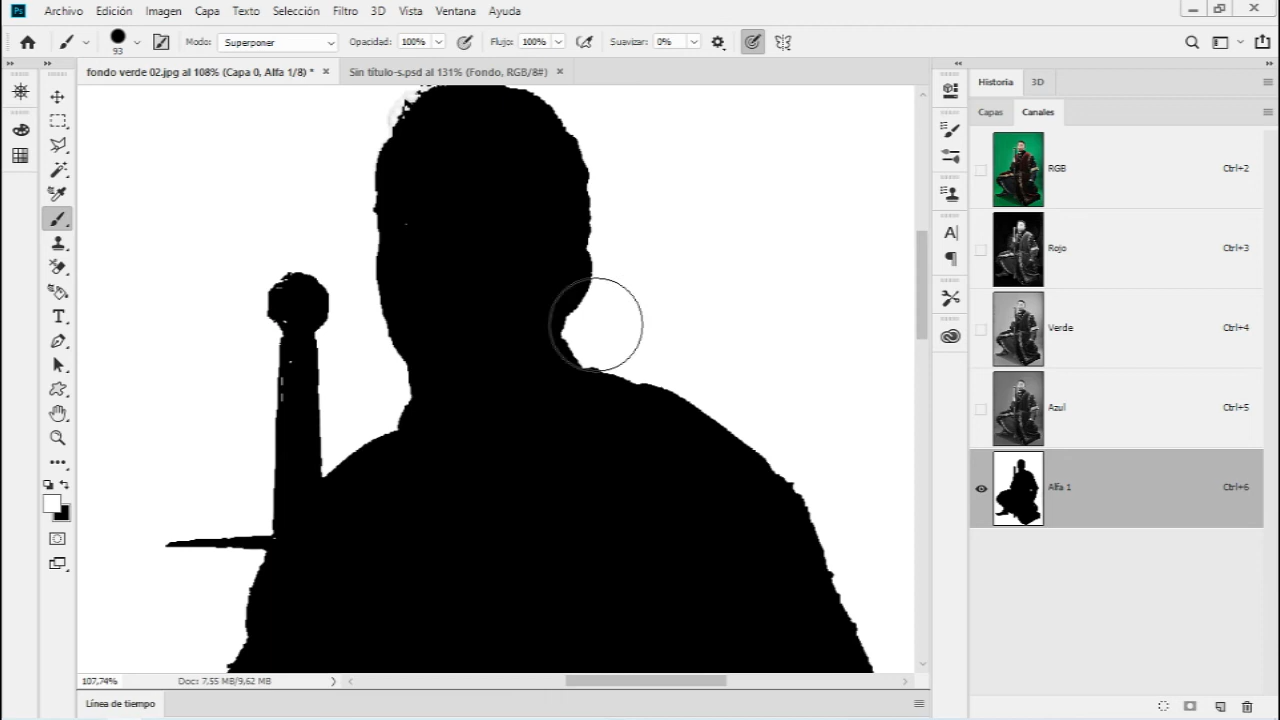 Ps Archivo Edición Imagen Capa Texto Selección Filtro 3D Vista Ventana Ayuda
93 Modo: Superponer Opacidad: 100% Flujo: 100% Suavizar: 0%
fondo verde 02.jpg al 108% (Capa 0, Alfa 1/8) * Sin título-s.psd al 131% (Fondo, RGB/8#)
Historia 3D
Capas Canales
RGB Ctrl+2
Rojo Ctrl+3
Verde Ctrl+4
Azul Ctrl+5
Alfa 1 Ctrl+6
107,74% Doc: 7,55 MB/9,62 MB
Línea de tiempo